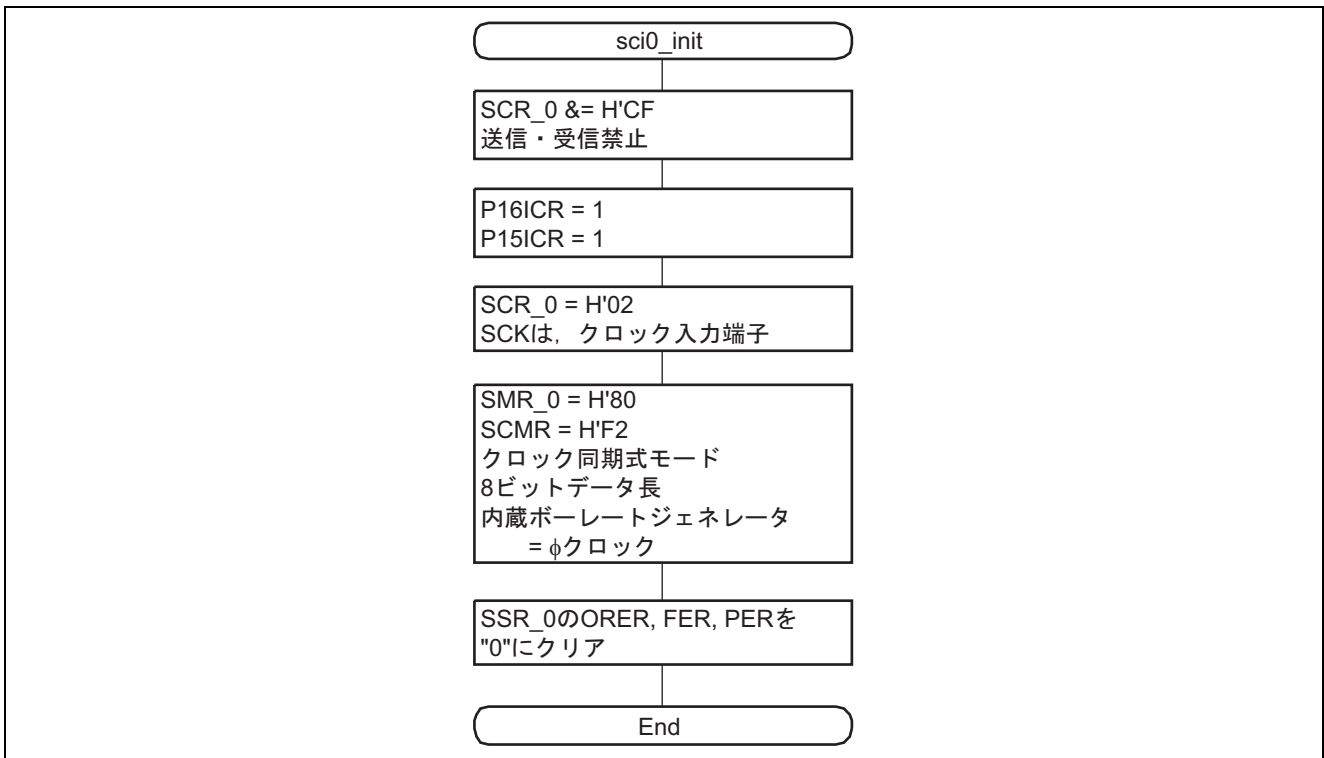 sci0_init
SCR_0 &= H'CF
送信・受信禁止
P16ICR = 1
P15ICR = 1
SCR_0 = H'02
SCKは，クロック入力端子
SMR_0 = H'80
SCMR = H'F2
クロック同期式モード
8ビットデータ長
内蔵ボーレートジェネレータ
= φクロック
SSR_0のORER, FER, PERを
"0"にクリア
End